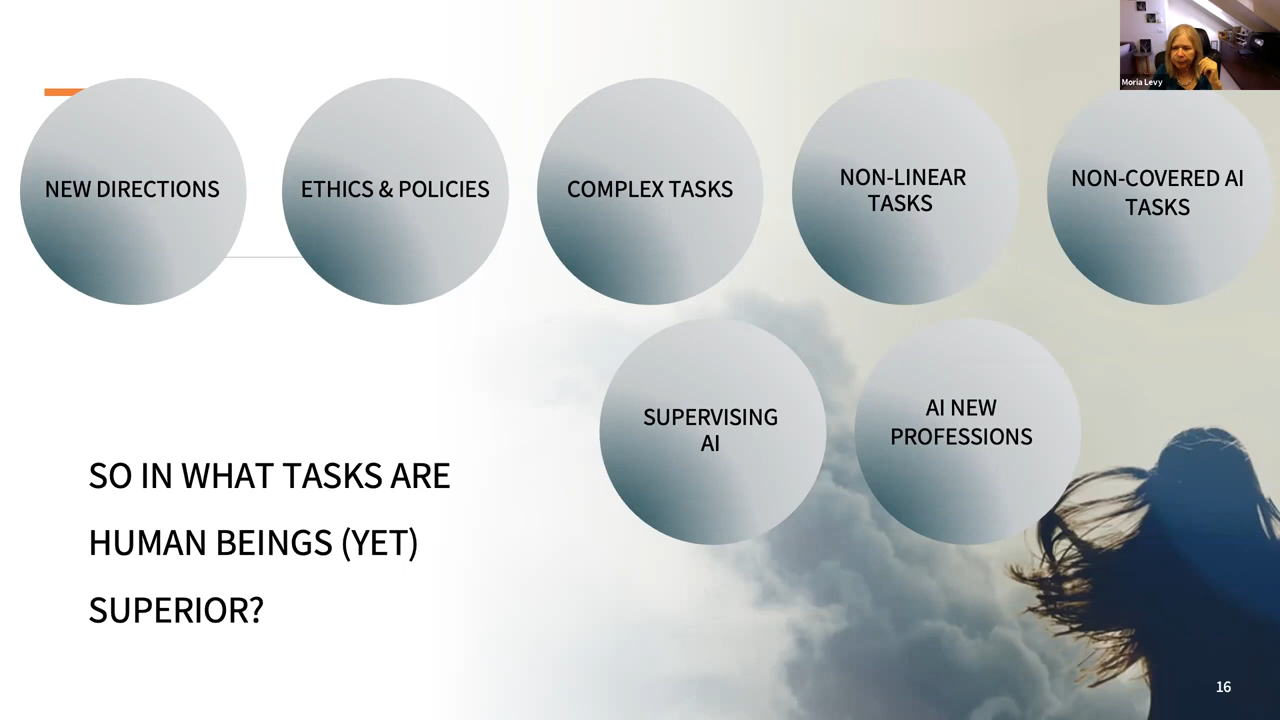 Moria Levy
NEW DIRECTIONS
ETHICS & POLICIES
COMPLEX TASKS
NON-LINEAR
TASKS
NON-COVERED AI
TASKS
SUPERVISING
AI
AI NEW
PROFESSIONS
SO IN WHAT TASKS ARE
HUMAN BEINGS (YET)
SUPERIOR?
16